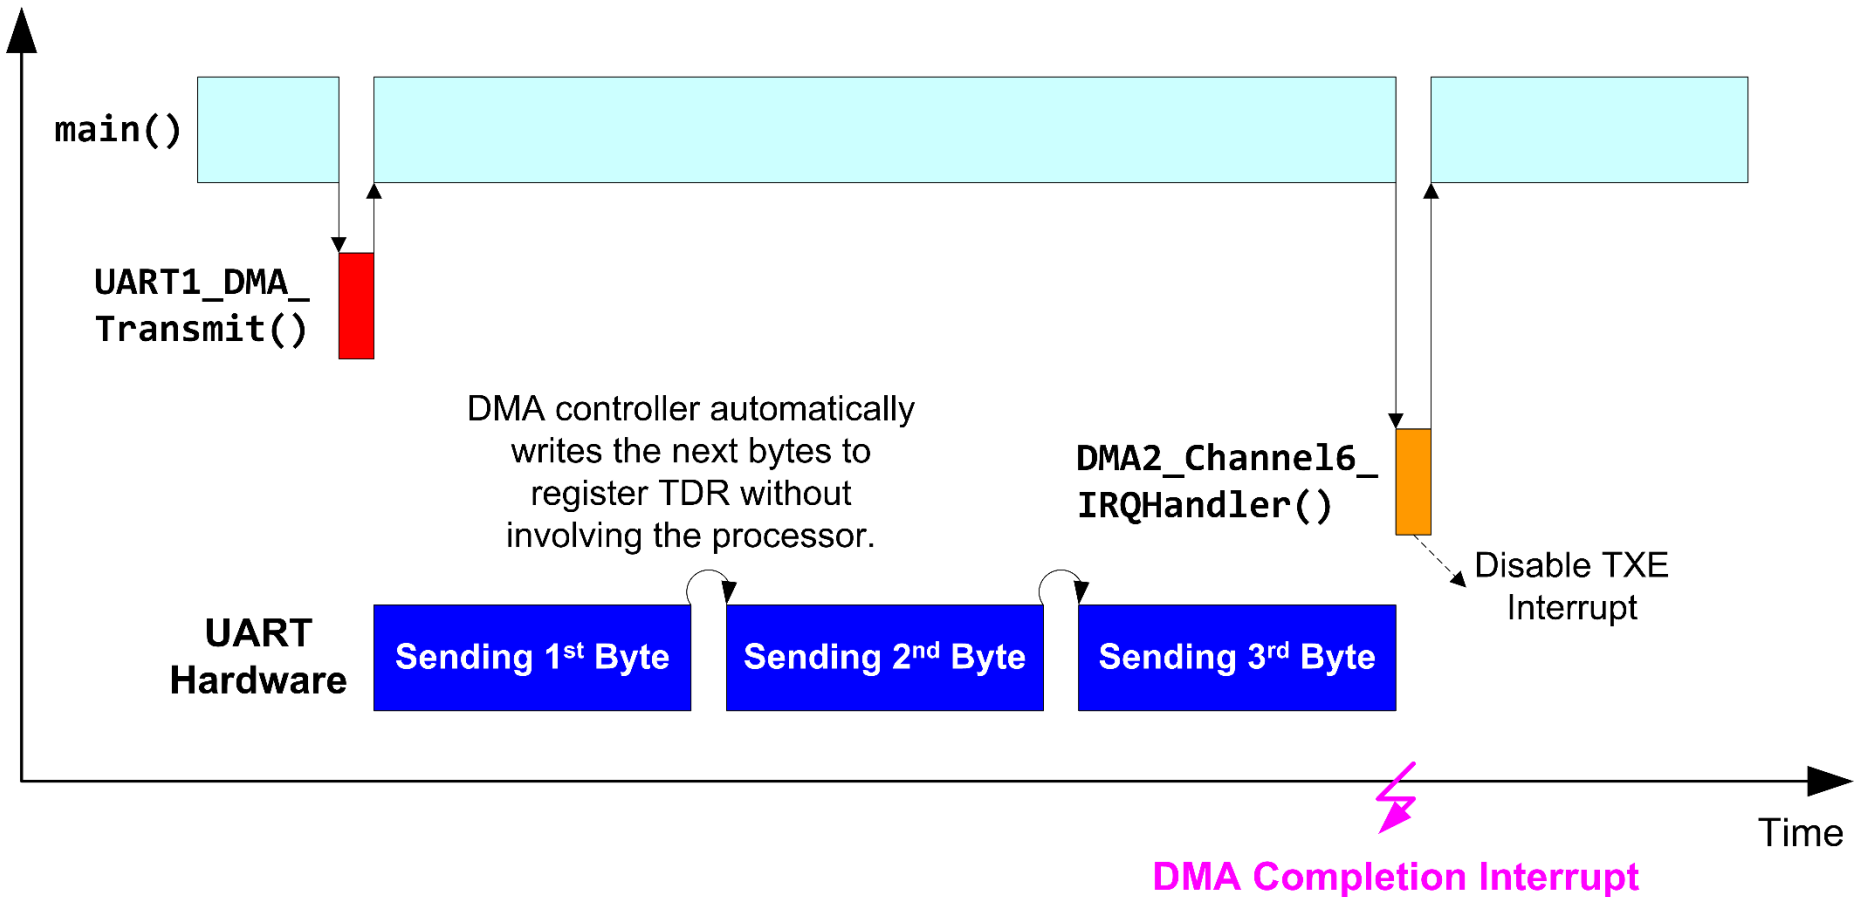 main()
UART1_DMA_
Transmit()
DMA controller automatically
writes the next bytes to
register TDR without
involving the processor.
DMA2_Channel6_
IRQHandler()
Disable TXE
Interrupt
UART
Hardware
Sending 1st Byte
Sending 2nd Byte
Sending 3rd Byte
Time
DMA Completion Interrupt